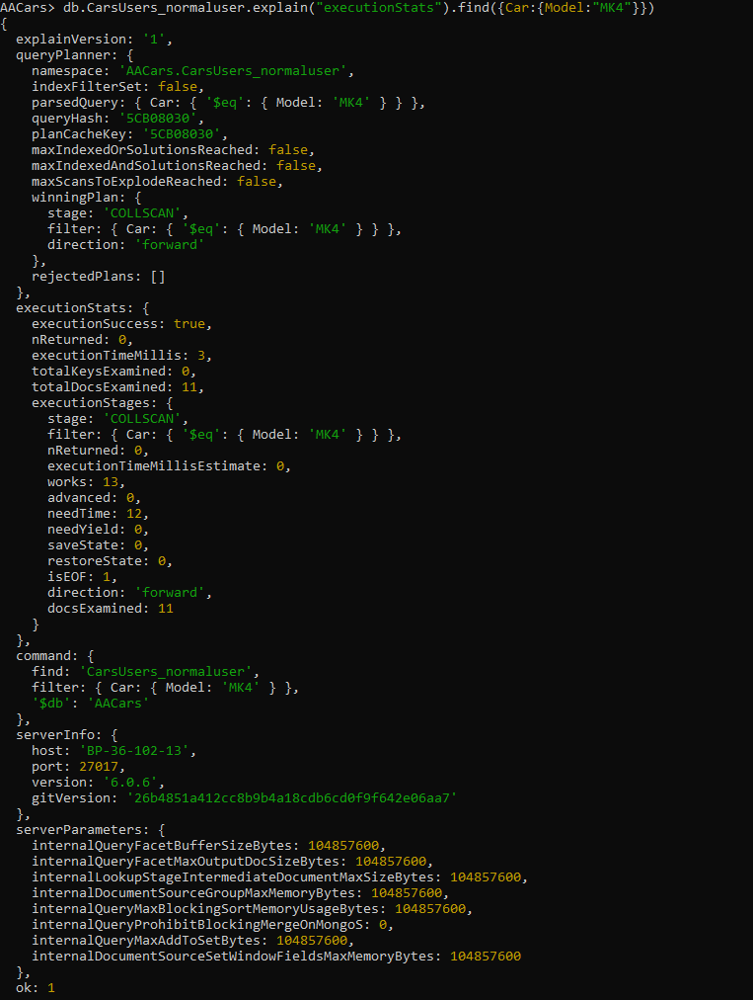 AACars> db.CarsUsers_normaluser.explain("executionStats").find({Car:{Model:"MK4"}})
{
  explainVersion: '1',
  queryPlanner: {
    namespace: 'AACars.CarsUsers_normaluser',
    indexFilterSet: false,
    parsedQuery: { Car: { '$eq': { Model: 'MK4' } } },
    queryHash: '5CB08030',
    planCacheKey: '5CB08030',
    maxIndexedOrSolutionsReached: false,
    maxIndexedAndSolutionsReached: false,
    maxScansToExplodeReached: false,
    winningPlan: {
      stage: 'COLLSCAN',
      filter: { Car: { '$eq': { Model: 'MK4' } } },
      direction: 'forward'
    },
    rejectedPlans: []
  },
  executionStats: {
    executionSuccess: true,
    nReturned: 0,
    executionTimeMillis: 3,
    totalKeysExamined: 0,
    totalDocsExamined: 11,
    executionStages: {
      stage: 'COLLSCAN',
      filter: { Car: { '$eq': { Model: 'MK4' } } },
      nReturned: 0,
      executionTimeMillisEstimate: 0,
      works: 13,
      advanced: 0,
      needTime: 12,
      needYield: 0,
      saveState: 0,
      restoreState: 0,
      isEOF: 1,
      direction: 'forward',
      docsExamined: 11
    }
  },
  command: {
    find: 'CarsUsers_normaluser',
    filter: { Car: { Model: 'MK4' } },
    '$db': 'AACars'
  },
  serverInfo: {
    host: 'BP-36-102-13',
    port: 27017,
    version: '6.0.6',
    gitVersion: '26b4851a412cc8b9b4a18cdb6cd0f9f642e06aa7'
  },
  serverParameters: {
    internalQueryFacetBufferSizeBytes: 104857600,
    internalQueryFacetMaxOutputDocSizeBytes: 104857600,
    internalLookupStageIntermediateDocumentMaxSizeBytes: 104857600,
    internalDocumentSourceGroupMaxMemoryBytes: 104857600,
    internalQueryMaxBlockingSortMemoryUsageBytes: 104857600,
    internalQueryProhibitBlockingMergeOnMongoS: 0,
    internalQueryMaxAddToSetBytes: 104857600,
    internalDocumentSourceSetWindowFieldsMaxMemoryBytes: 104857600
  },
  ok: 1